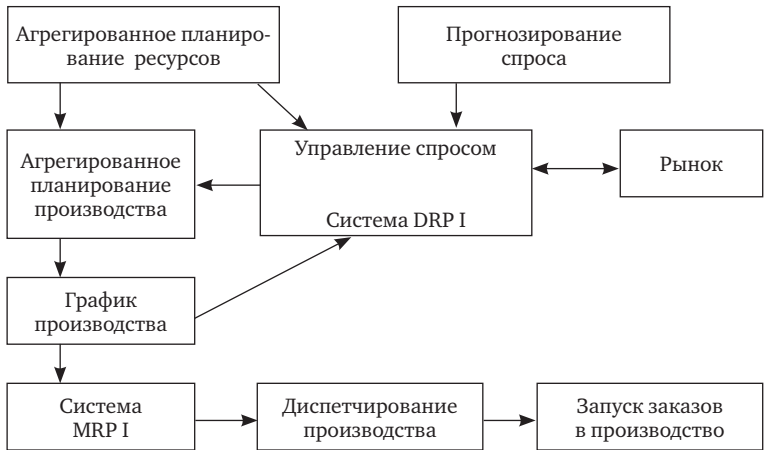 Агрегированное планиро-
вание ресурсов
Прогнозирование
спроса
Агрегированное
планирование
производства
Управление спросом
Система DRP I
Рынок
График
производства
Система
MRP I
Диспетчирование
производства
Запуск заказов
в производство